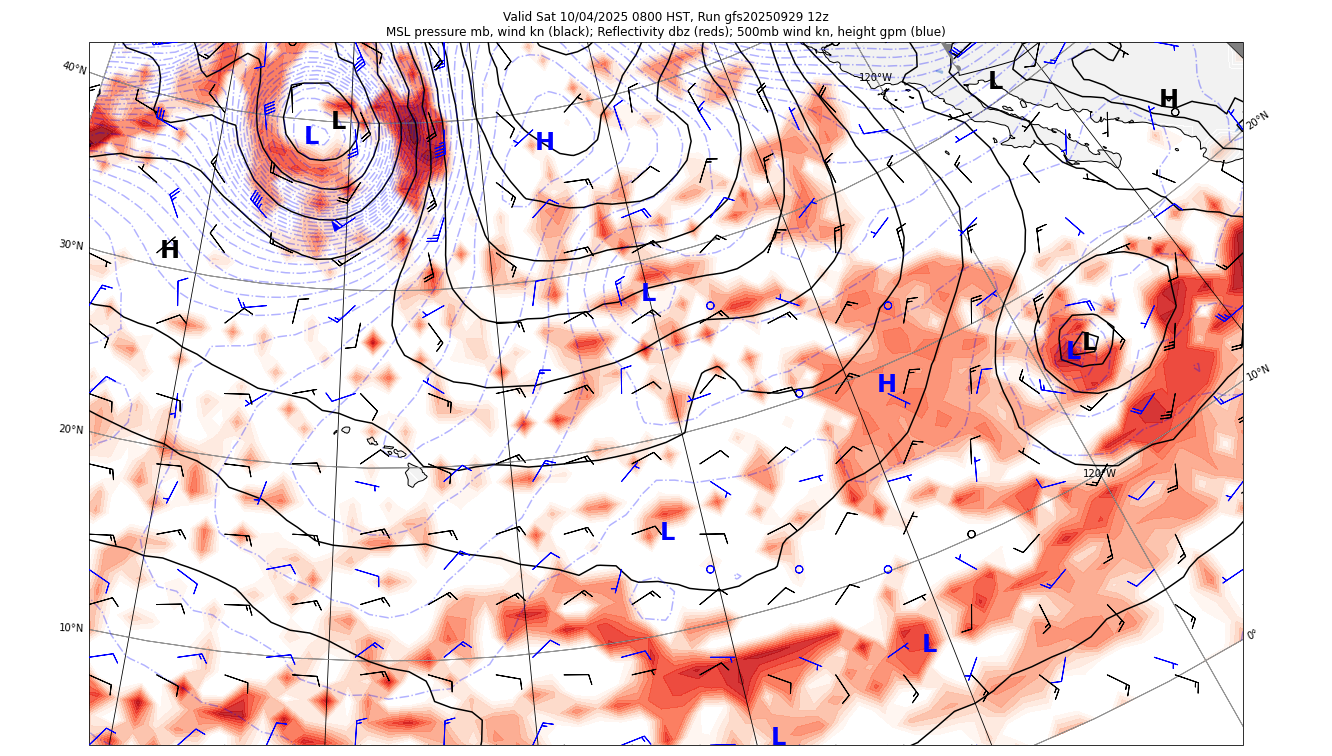 Valid Sat 10/04/2025 0800 HST, Run gfs20250929 12z
MSL pressure mb, wind kn (black); Reflectivity dbz (reds); 500mb wind kn, height gpm (blue)
40°N
120°W
L
H
20°N
L
L
H
30°N
H
L
L
L
10°N
H
20°N
120°W
L
10°N
L
0°
L